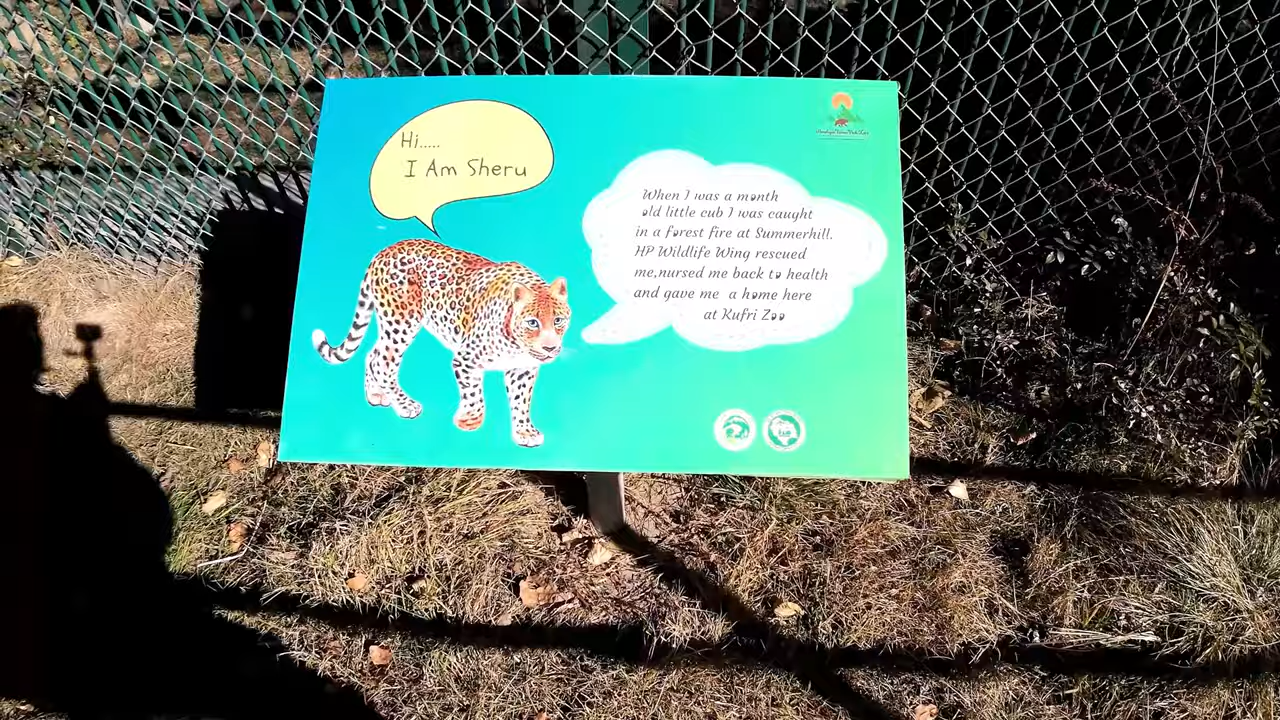 Hi.....
I Am Sheru
When I was a month
old little cub I was caught
in a forest fire at Summerhill.
HP Wildlife Wing rescued
me,nursed me back to health
and gave me a home here
at Kufri Zoo